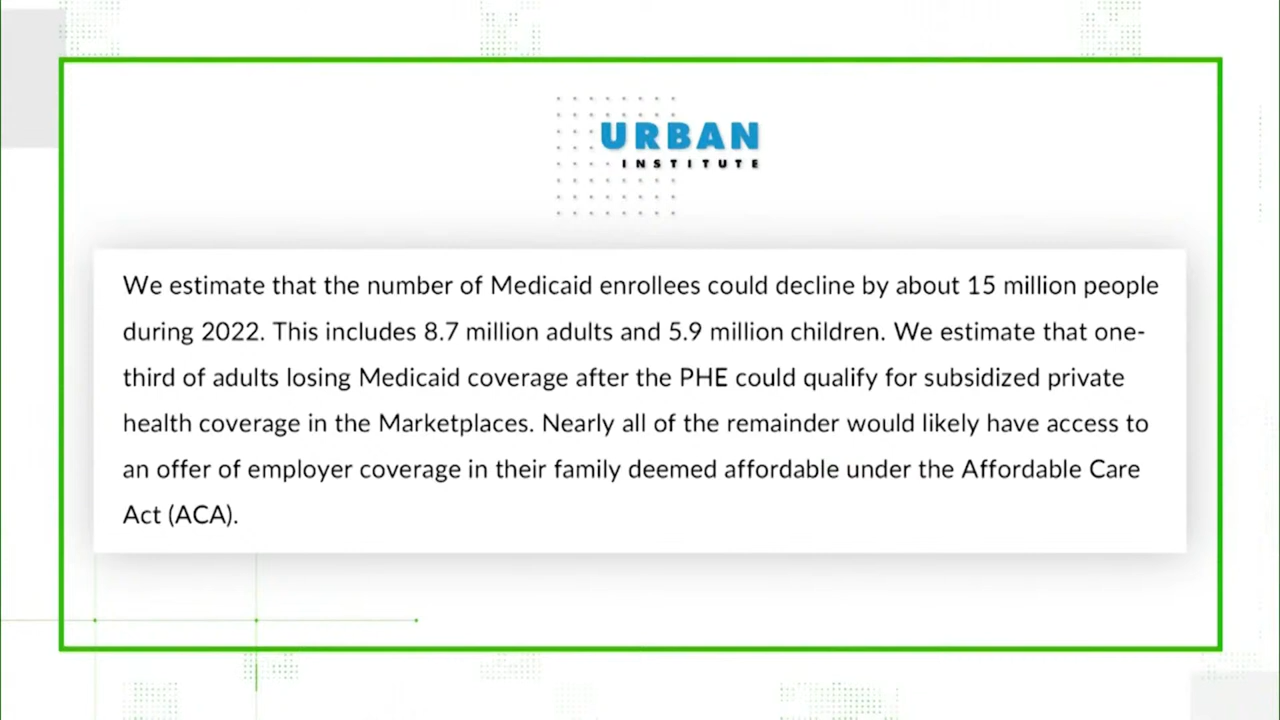 URBAN
INSTITUTE
We estimate that the number of Medicaid enrollees could decline by about 15 million people
during 2022. This includes 8.7 million adults and 5.9 million children. We estimate that one-
third of adults losing Medicaid coverage after the PHE could qualify for subsidized private
health coverage in the Marketplaces. Nearly all of the remainder would likely have access to
an offer of employer coverage in their family deemed affordable under the Affordable Care
Act (ACA).